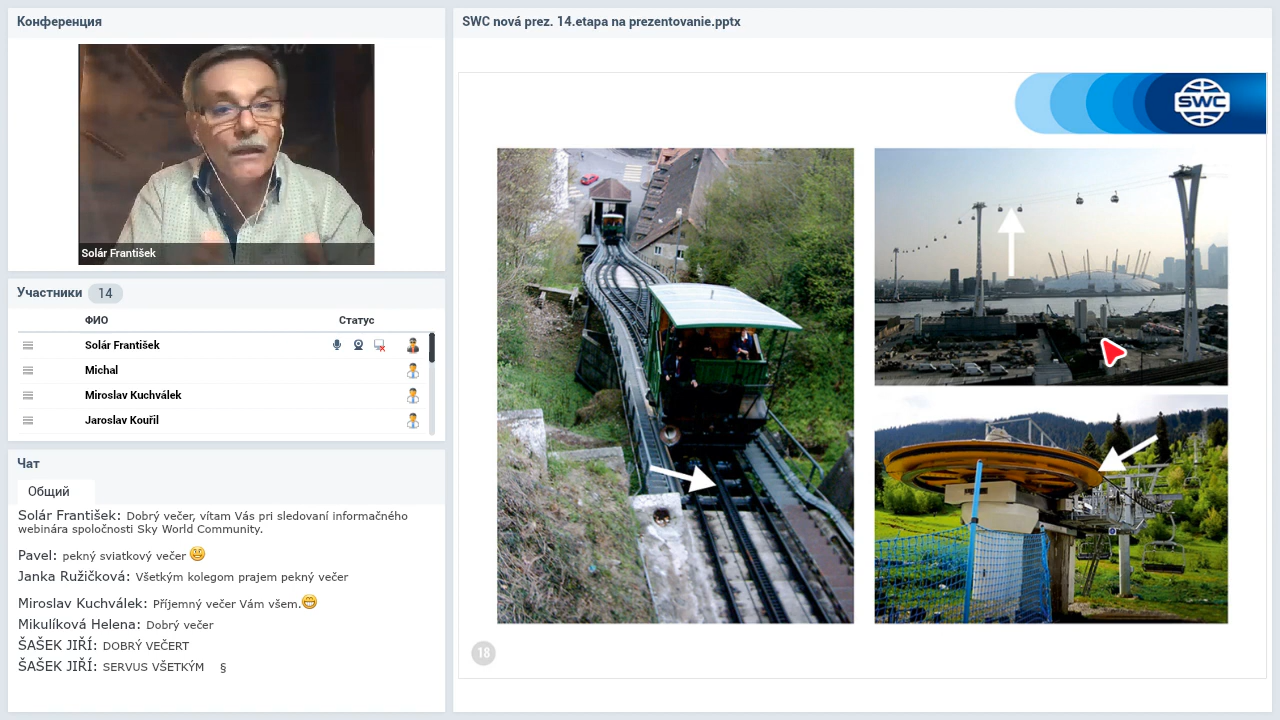 Конференция
Solár František
Участники 14
ФИО Статус
Solár František
Michal
Miroslav Kuchválek
Jaroslav Kouřil
Чат
Общий
Solár František: Dobrý večer, vítam Vás pri sledovaní informačného
webinára spoločnosti Sky World Community.
Pavel: pekný sviatkový večer
Janka Ružičková: Všetkým kolegom prajem pekný večer
Miroslav Kuchválek: Příjemný večer Vám všem.
Mikulíková Helena: Dobrý večer
ŠAŠEK JIŘÍ: DOBRÝ VEČERT
ŠAŠEK JIŘÍ: SERVUS VŠETKÝM §
SWC nová prez. 14.etapa na prezentovanie.pptx
SWC
18